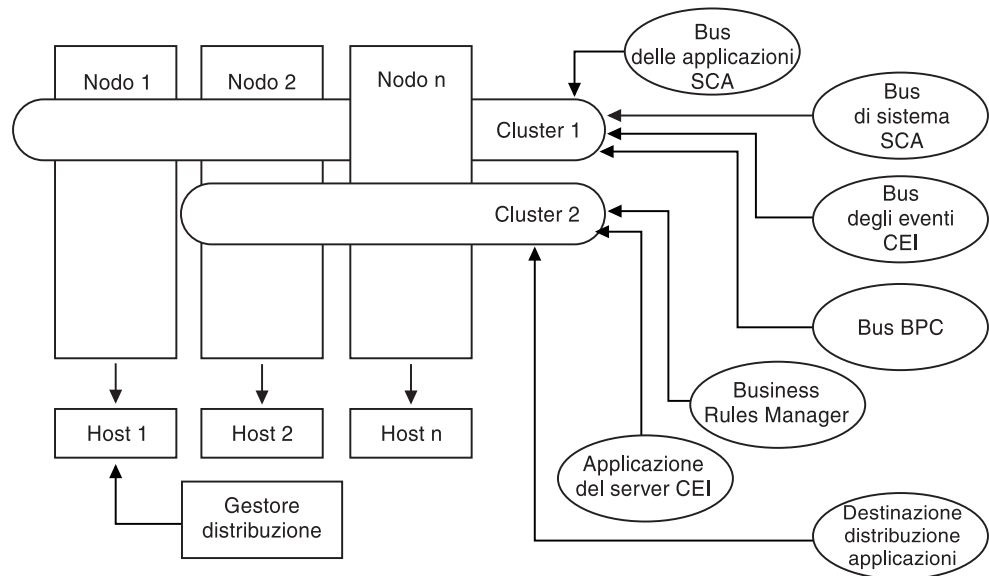 Bus
delle applicazioni
SCA
Nodo 1
Nodo 2
Nodo n
Bus
di sistema
SCA
Cluster 1
Bus
degli eventi
CEI
Cluster 2
Bus BPC
Business
Rules Manager
Host 1
Host 2
Host n
Applicazione
del server CEI
Gestore
distribuzione
Destinazione
distribuzione
applicazioni